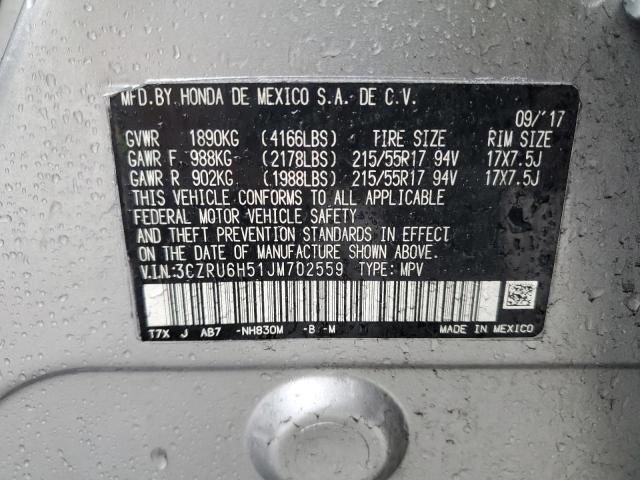 MFD. BY HONDA DE MEXICO S.A. DE C.V.
09/'17
GVWR 1890KG (4166LBS) TIRE SIZE RIM SIZE
GAWR F 988KG (2178LBS) 215/55R17 94V 17X7.5J
GAWR R 902KG (1988LBS) 215/55R17 94V 17X7.5J
THIS VEHICLE CONFORMS TO ALL APPLICABLE
FEDERAL MOTOR VEHICLE SAFETY
AND THEFT PREVENTION STANDARDS IN EFFECT
ON THE DATE OF MANUFACTURE SHOWN ABOVE.
V.I.N.:3CZRU6H51JM702559 TYPE: MPV
T7X J AB7 -NH830M -B -M
MADE IN MEXICO